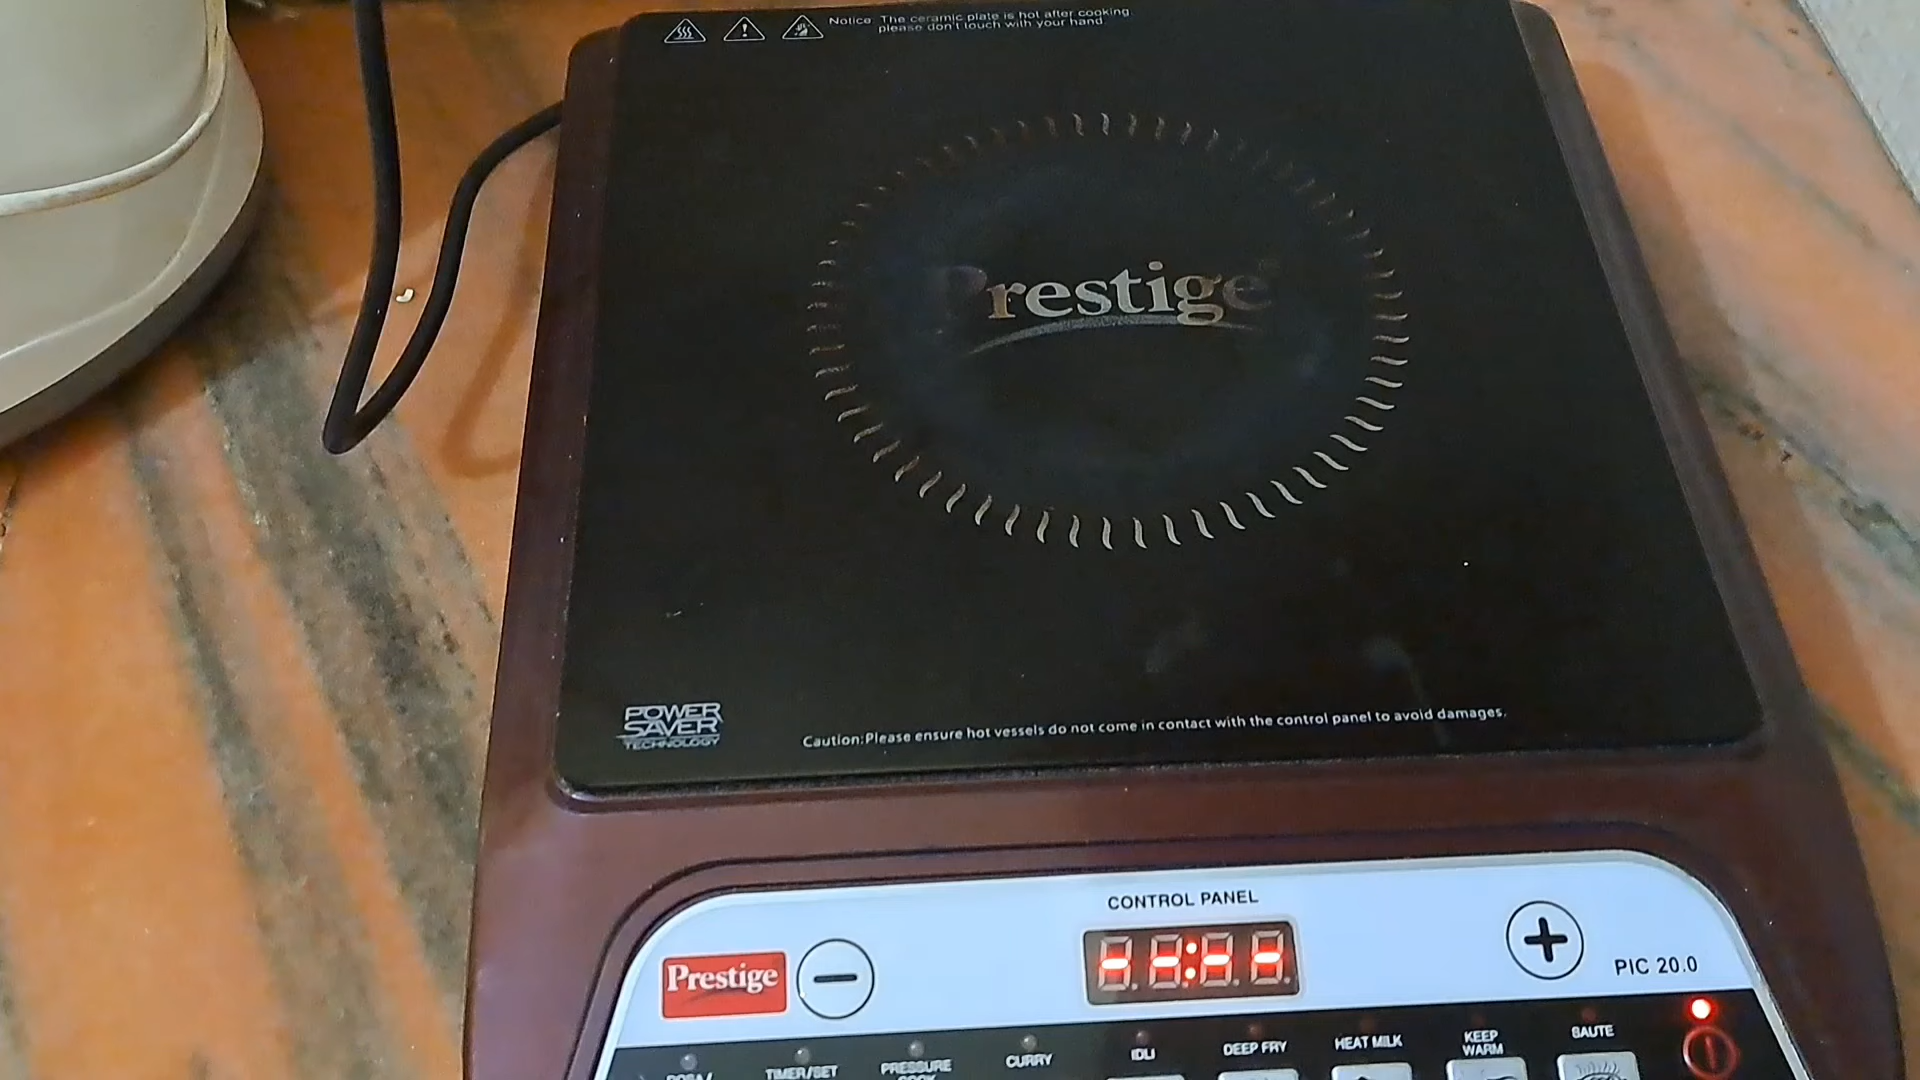 Notice: The ceramic plate is hot after cooking,
please don't touch with your hand.
Prestige
POWER
SAVER
TECHNOLOGY
Caution:Please ensure hot vessels do not come in contact with the control panel to avoid damages.
CONTROL PANEL
Prestige
--:--
PIC 20.0
TIMER/SET
PRESSURE
CURRY
IDLI
DEEP FRY
HEAT MILK
KEEP
WARM
SAUTE